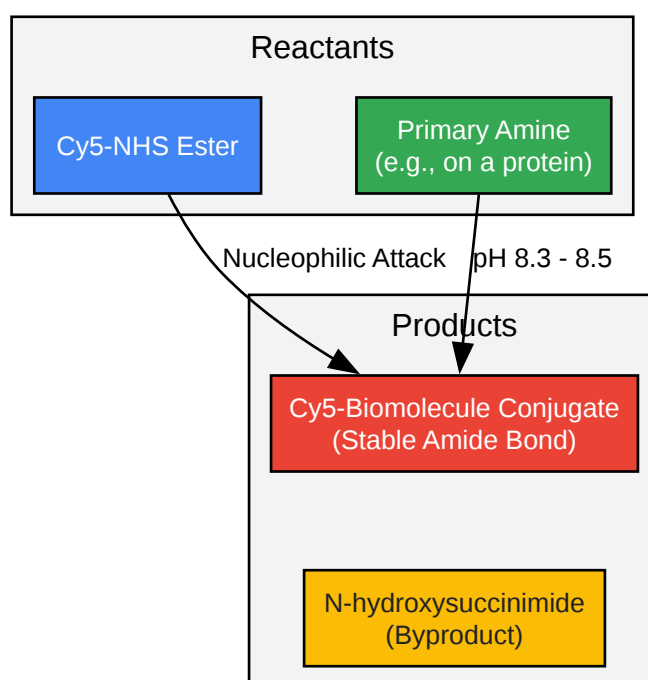 Reactants
Cy5-NHS Ester
Primary Amine
(e.g., on a protein)
Nucleophilic Attack
pH 8.3 - 8.5
Products
Cy5-Biomolecule Conjugate
(Stable Amide Bond)
N-hydroxysuccinimide
(Byproduct)